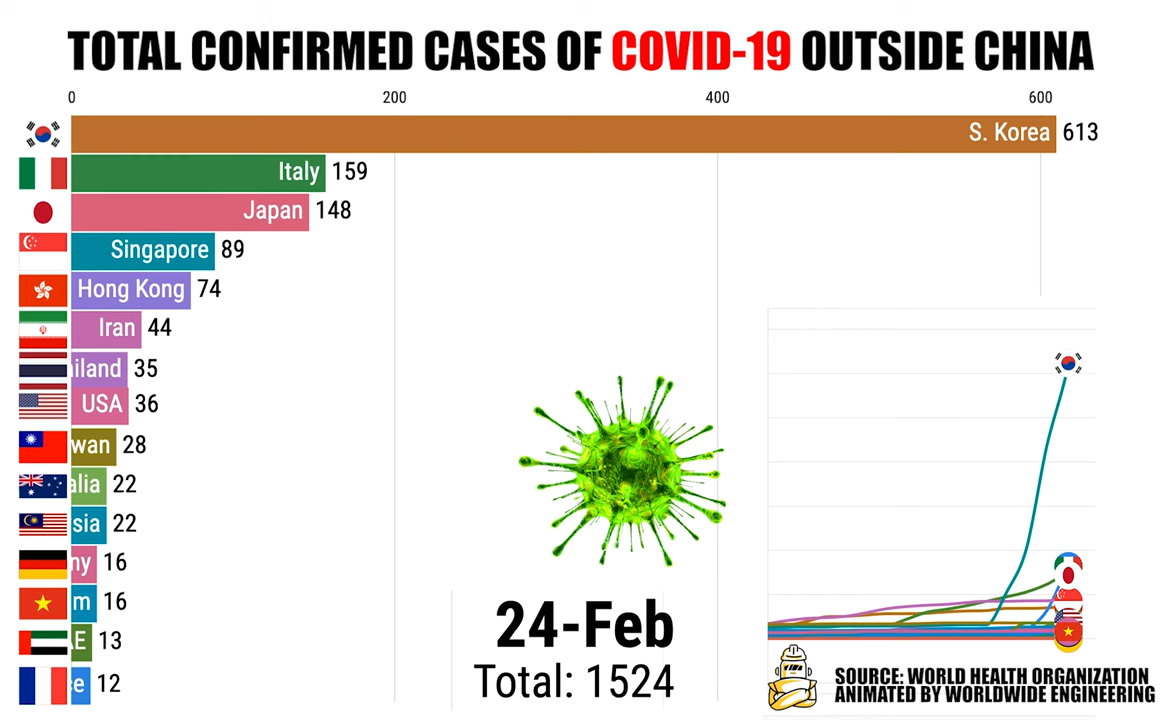 TOTAL CONFIRMED CASES OF COVID-19 OUTSIDE CHINA
0 200 400 600
S. Korea 613
Italy 159
Japan 148
Singapore 89
Hong Kong 74
Iran 44
iland 35
USA 36
wan 28
alia 22
sia 22
ny 16
m 16
E 13
e 12
24-Feb
Total: 1524
SOURCE: WORLD HEALTH ORGANIZATION
ANIMATED BY WORLDWIDE ENGINEERING